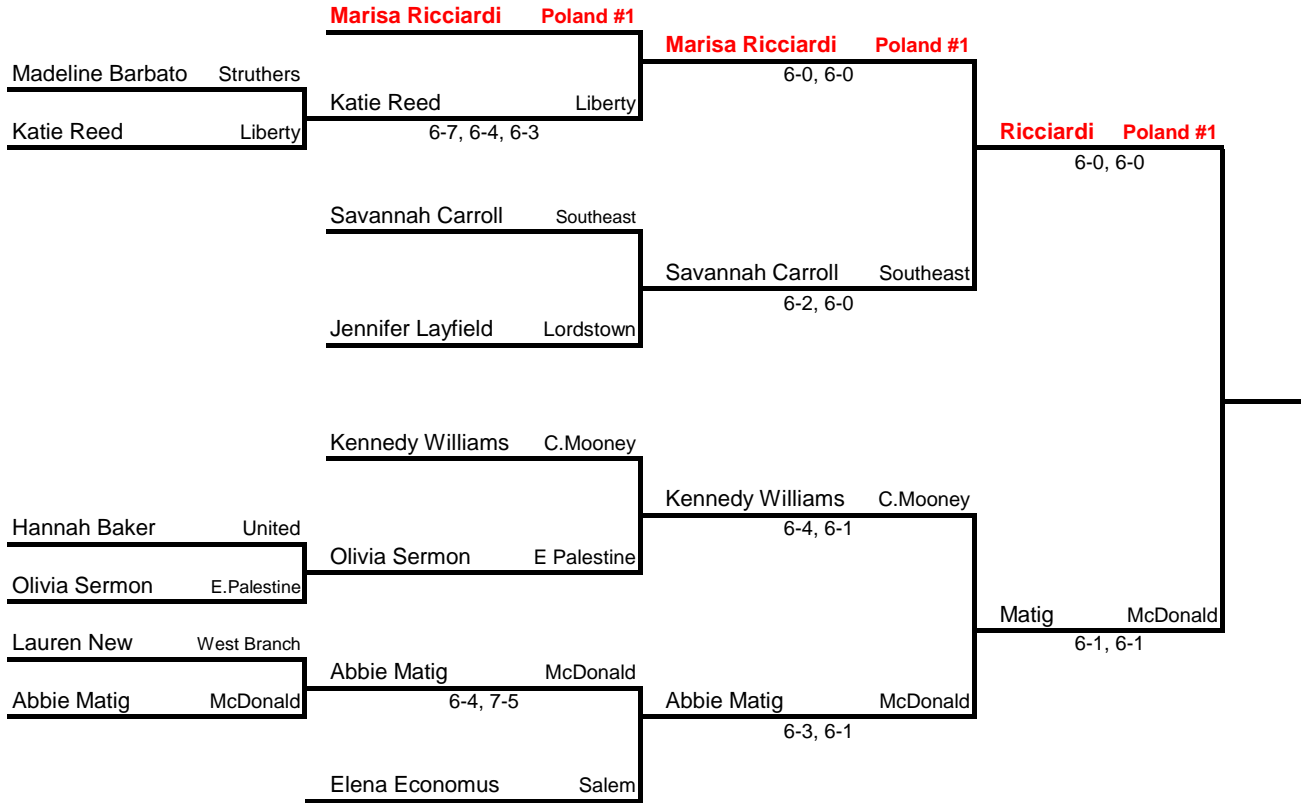 Marisa Ricciardi Poland #1
Marisa Ricciardi Poland #1
Madeline Barbato Struthers
6-0, 6-0
Katie Reed Liberty
Katie Reed Liberty
6-7, 6-4, 6-3
Ricciardi Poland #1
6-0, 6-0
Savannah Carroll Southeast
Savannah Carroll Southeast
6-2, 6-0
Jennifer Layfield Lordstown
Kennedy Williams C.Mooney
Kennedy Williams C.Mooney
6-4, 6-1
Hannah Baker United
Olivia Sermon E Palestine
Olivia Sermon E.Palestine
Matig McDonald
6-1, 6-1
Lauren New West Branch
Abbie Matig McDonald
6-4, 7-5
Abbie Matig McDonald
Abbie Matig McDonald
6-3, 6-1
Elena Economus Salem